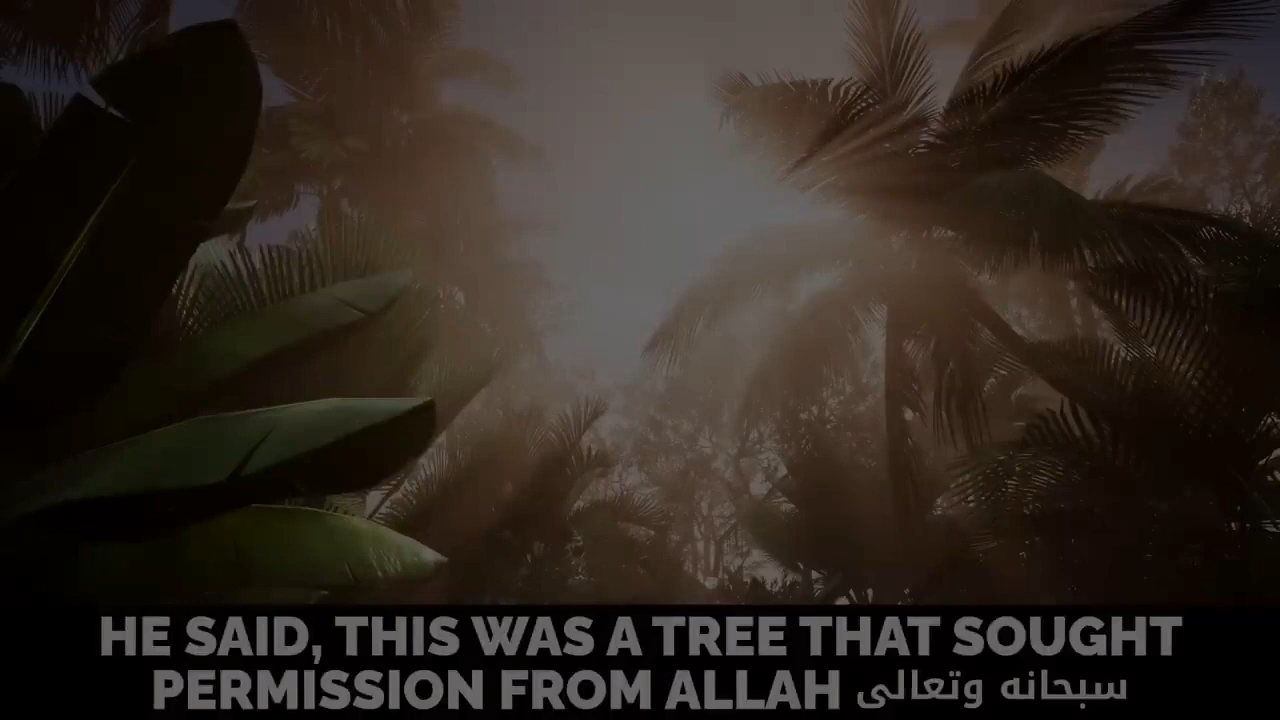 HE SAID, THIS WAS A TREE THAT SOUGHT
PERMISSION FROM ALLAH سبحانه وتعالى